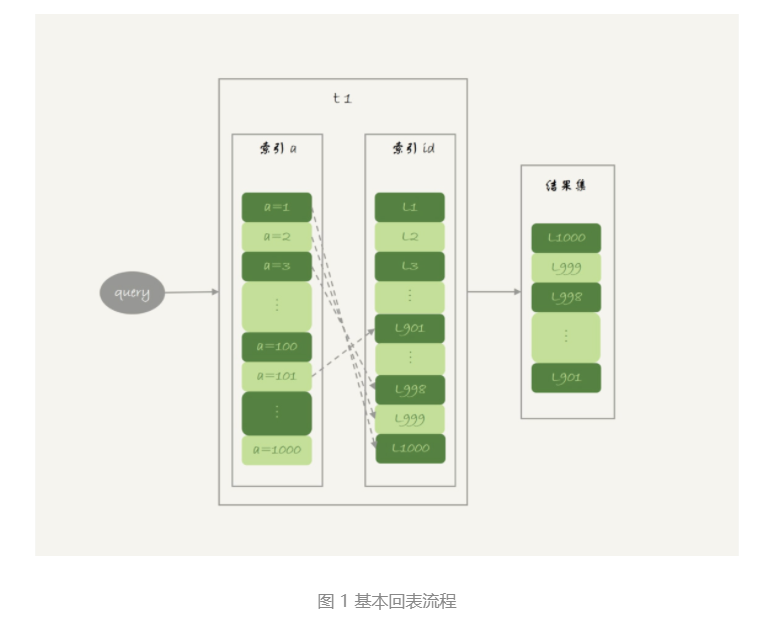 t1
索引 a
索引 id
结果集
a=1
a=2
a=3
⋮
a=100
a=101
⋮
a=1000
L1
L2
L3
⋮
L901
⋮
L998
L999
L1000
L1000
L999
L998
⋮
L901
query
图 1 基本回表流程